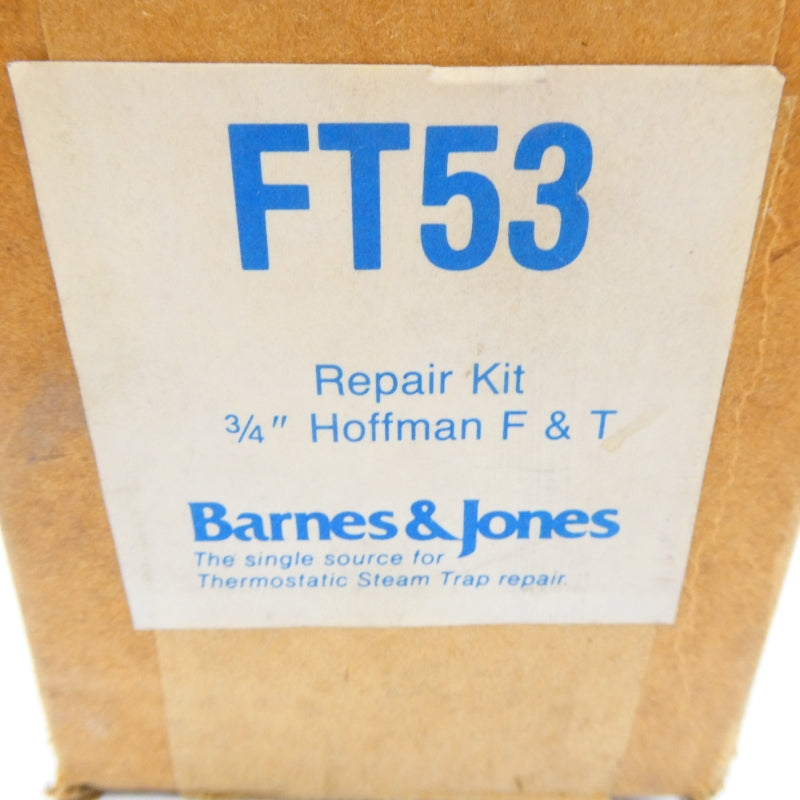 FT53
Repair Kit
¾" Hoffman F & T
Barnes & Jones
The single source for
Thermostatic Steam Trap repair.